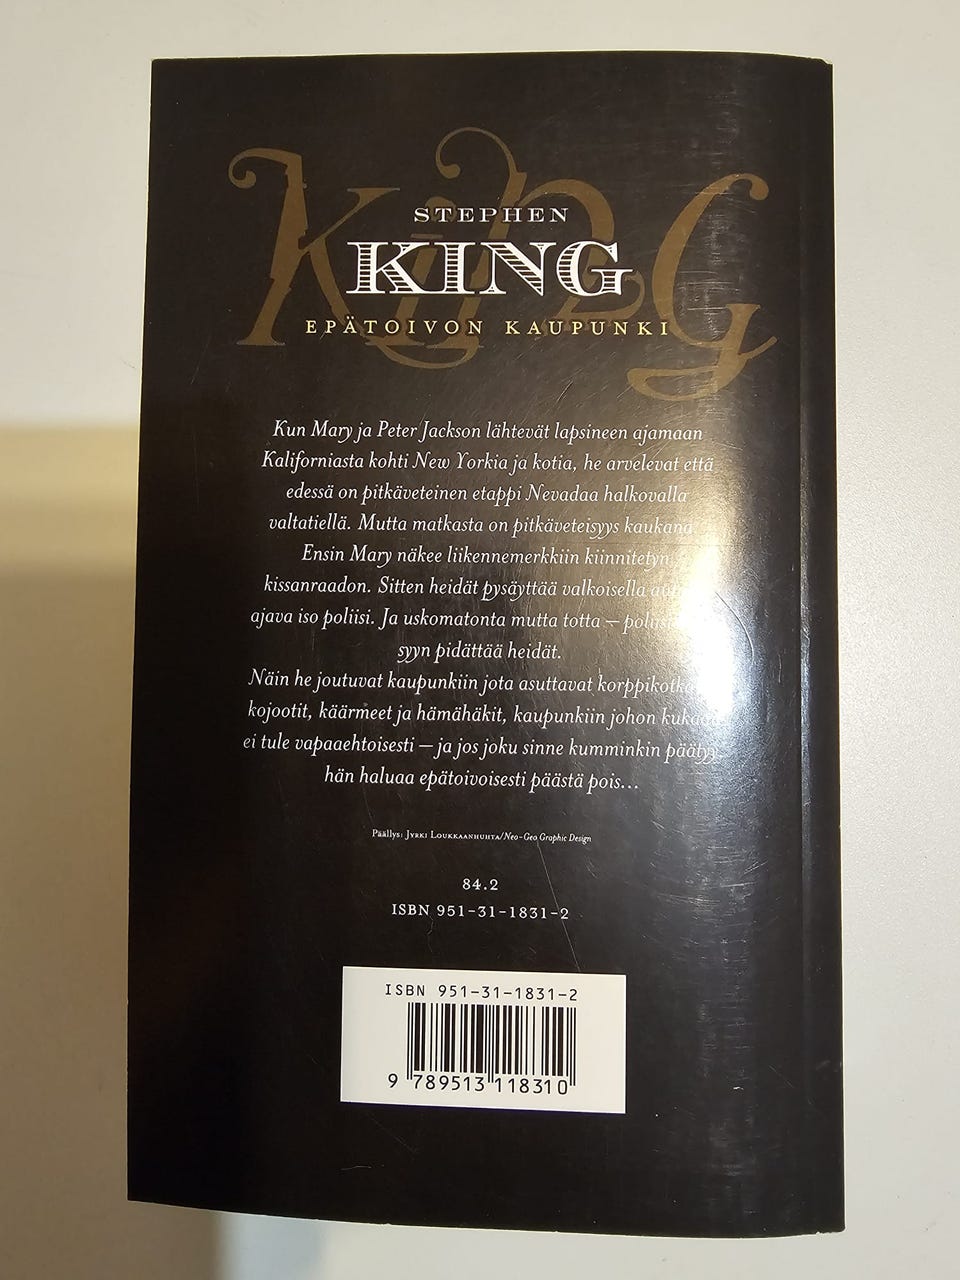 KING
STEPHEN
KING
EPÄTOIVON KAUPUNKI
Kun Mary ja Peter Jackson lähtevät lapsineen ajamaan
Kaliforniasta kohti New Yorkia ja kotia, he arvelevat että
edessä on pitkäveteinen etappi Nevadaa halkovalla
valtatiellä. Mutta matkasta on pitkäveteisyys kaukana.
Ensin Mary näkee liikennemerkkiin kiinnitetyn
kissanraadon. Sitten heidät pysäyttää valkoisella
ajava iso poliisi. Ja uskomatonta mutta totta –
syyn pidättää heidät.
Näin he joutuvat kaupunkiin jota asuttavat
kojootit, käärmeet ja hämähäkit, kaupunkiin johon
ei tule vapaaehtoisesti – ja jos joku sinne kumminkin päätyy
hän haluaa epätoivoisesti päästä pois...
Päällys: Jyrki Loukkaanhuhta/Neo-Geo Graphic Design
84.2
ISBN 951-31-1831-2
ISBN 951-31-1831-2
9 789513 118310